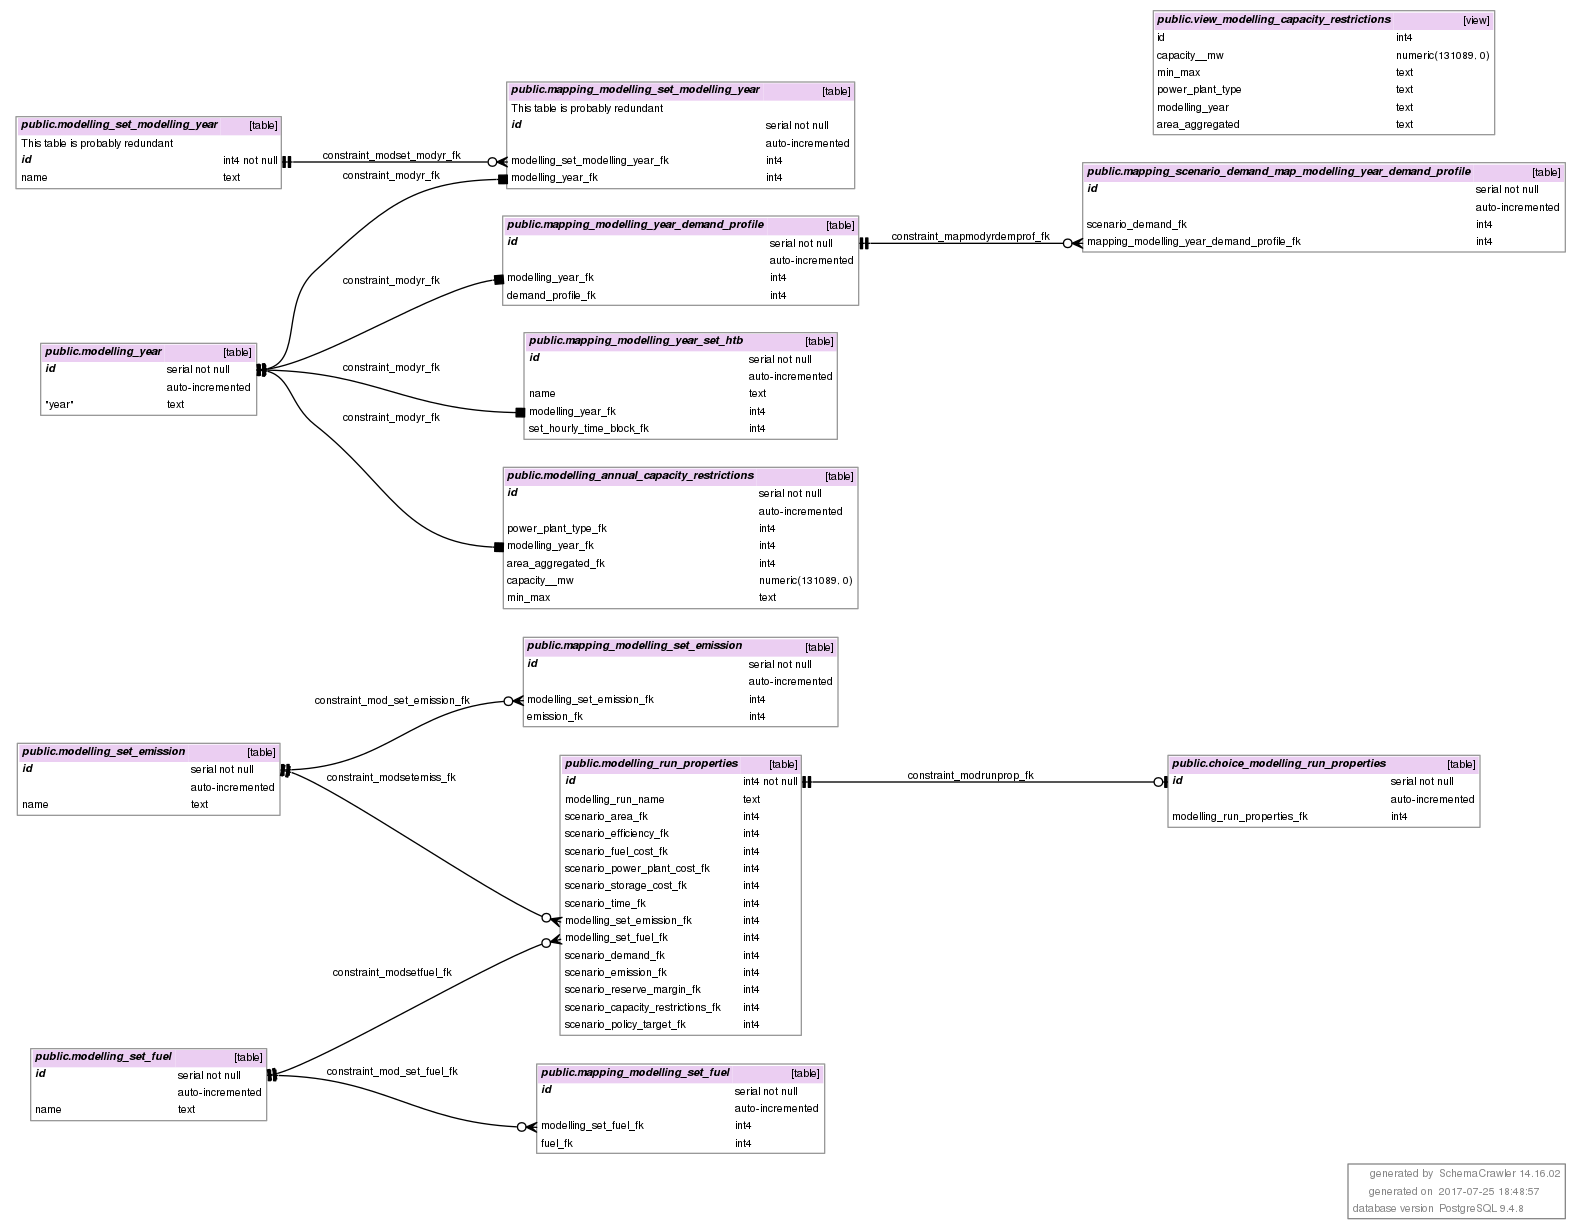 public.view_modelling_capacity_restrictions [view]
id int4
capacity__mw numeric(131089, 0)
min_max text
power_plant_type text
modelling_year text
area_aggregated text
public.mapping_modelling_set_modelling_year [table]
This table is probably redundant
id serial not null
auto-incremented
modelling_set_modelling_year_fk int4
modelling_year_fk int4
public.modelling_set_modelling_year [table]
This table is probably redundant
id int4 not null
name text
constraint_modset_modyr_fk
constraint_modyr_fk
public.mapping_scenario_demand_map_modelling_year_demand_profile [table]
id serial not null
auto-incremented
scenario_demand_fk int4
mapping_modelling_year_demand_profile_fk int4
public.mapping_modelling_year_demand_profile [table]
id serial not null
auto-incremented
modelling_year_fk int4
demand_profile_fk int4
constraint_mapmodyrdemprof_fk
constraint_modyr_fk
public.modelling_year [table]
id serial not null
auto-incremented
"year" text
public.mapping_modelling_year_set_htb [table]
id serial not null
auto-incremented
name text
modelling_year_fk int4
set_hourly_time_block_fk int4
constraint_modyr_fk
constraint_modyr_fk
public.modelling_annual_capacity_restrictions [table]
id serial not null
auto-incremented
power_plant_type_fk int4
modelling_year_fk int4
area_aggregated_fk int4
capacity__mw numeric(131089, 0)
min_max text
public.mapping_modelling_set_emission [table]
id serial not null
auto-incremented
modelling_set_emission_fk int4
emission_fk int4
constraint_mod_set_emission_fk
public.modelling_set_emission [table]
id serial not null
auto-incremented
name text
constraint_modsetemiss_fk
public.modelling_run_properties [table]
id int4 not null
modelling_run_name text
scenario_area_fk int4
scenario_efficiency_fk int4
scenario_fuel_cost_fk int4
scenario_power_plant_cost_fk int4
scenario_storage_cost_fk int4
scenario_time_fk int4
modelling_set_emission_fk int4
modelling_set_fuel_fk int4
scenario_demand_fk int4
scenario_emission_fk int4
scenario_reserve_margin_fk int4
scenario_capacity_restrictions_fk int4
scenario_policy_target_fk int4
constraint_modrunprop_fk
public.choice_modelling_run_properties [table]
id serial not null
auto-incremented
modelling_run_properties_fk int4
constraint_modsetfuel_fk
public.modelling_set_fuel [table]
id serial not null
auto-incremented
name text
constraint_mod_set_fuel_fk
public.mapping_modelling_set_fuel [table]
id serial not null
auto-incremented
modelling_set_fuel_fk int4
fuel_fk int4
generated by SchemaCrawler 14.16.02
generated on 2017-07-25 18:48:57
database version PostgreSQL 9.4.8